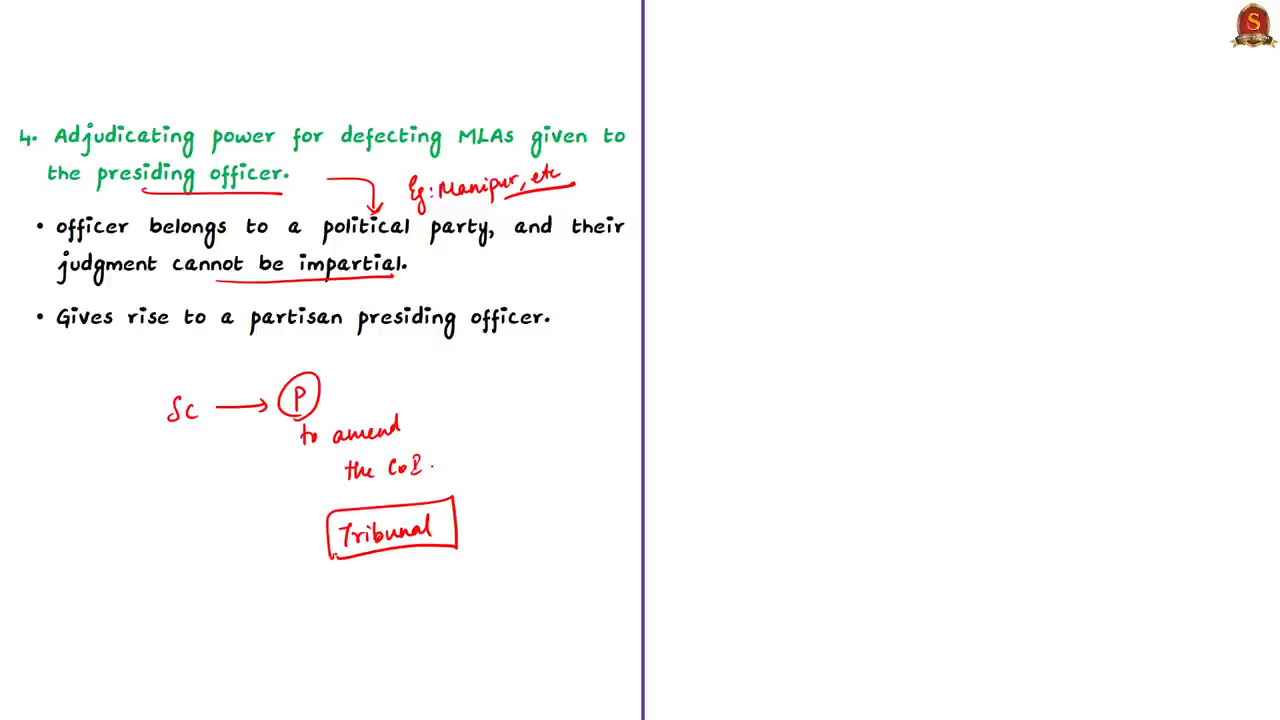 4. Adjudicating power for defecting MLAs given to
the presiding officer.
Eg: Manipur, etc
• officer belongs to a political party, and their
judgment cannot be impartial.
• Gives rise to a partisan presiding officer.
SC → P
to amend
the CoI.
Tribunal
S